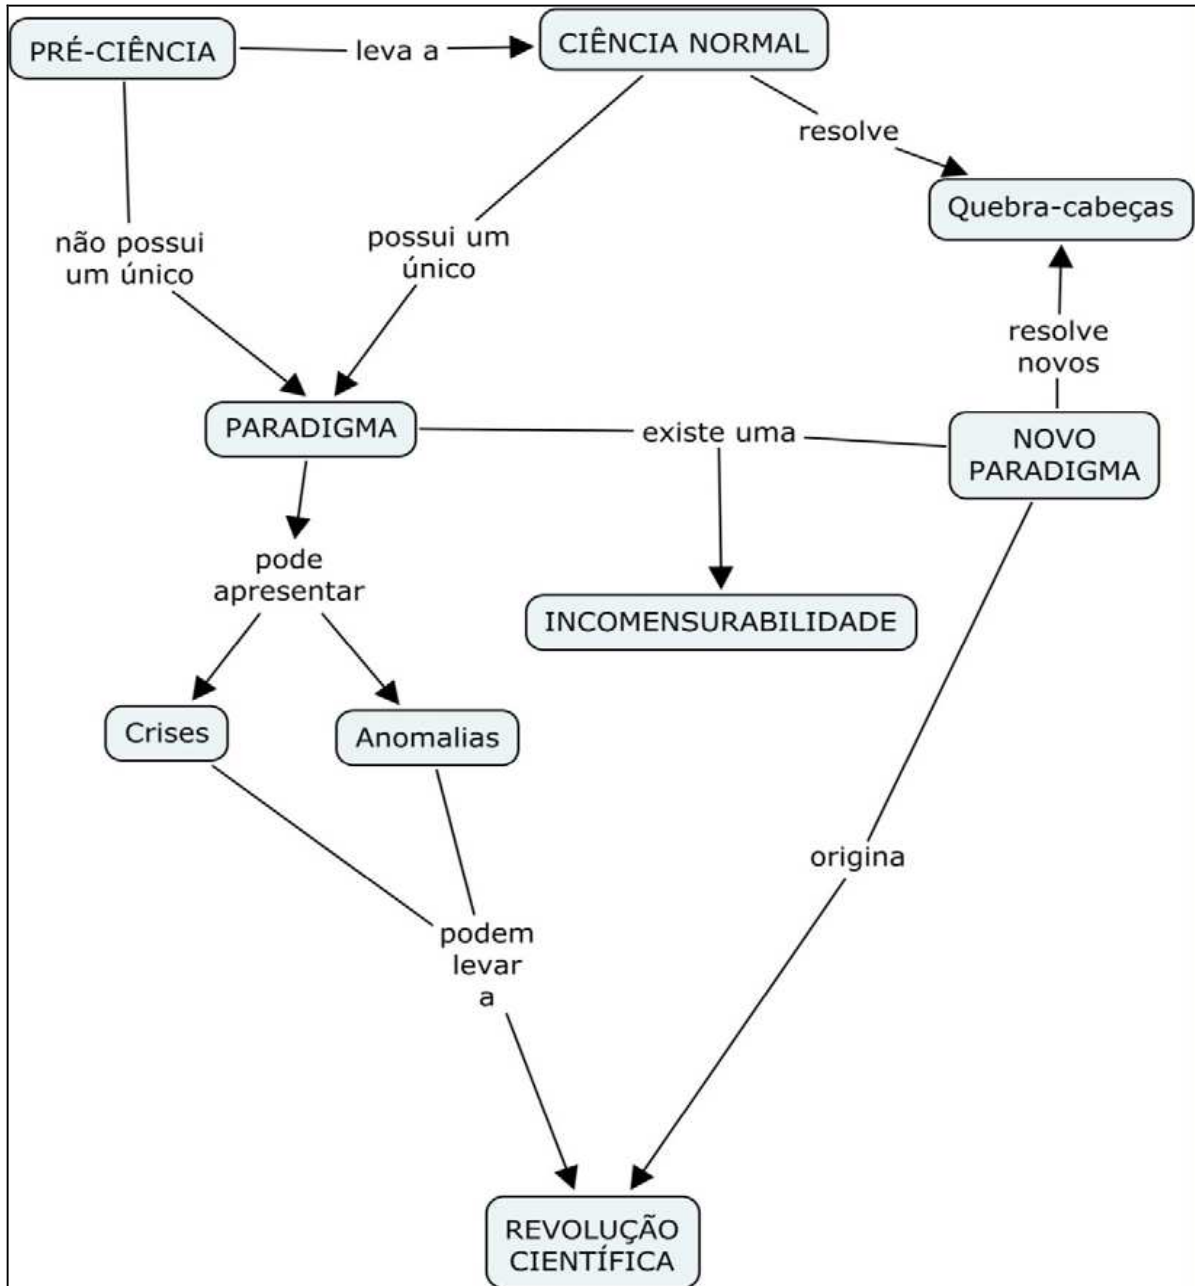 PRÉ-CIÊNCIA
leva a
CIÊNCIA NORMAL
resolve
Quebra-cabeças
não possui
um único
possui um
único
resolve
novos
PARADIGMA
existe uma
NOVO
PARADIGMA
pode
apresentar
INCOMENSURABILIDADE
Crises
Anomalias
origina
podem
levar
a
REVOLUÇÃO
CIENTÍFICA